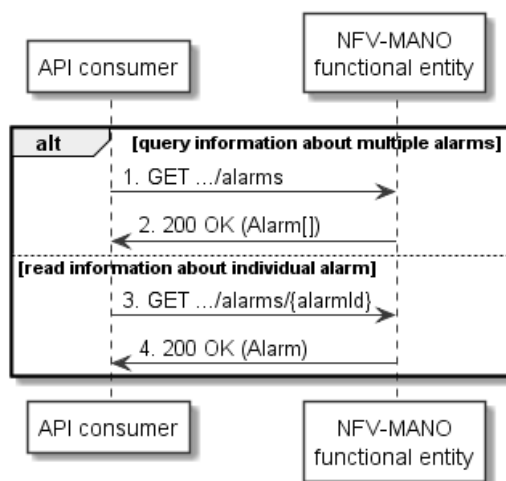 API consumer
NFV-MANO
functional entity
alt
[query information about multiple alarms]
1. GET .../alarms
2. 200 OK (Alarm[])
[read information about individual alarm]
3. GET .../alarms/{alarmId}
4. 200 OK (Alarm)
API consumer
NFV-MANO
functional entity